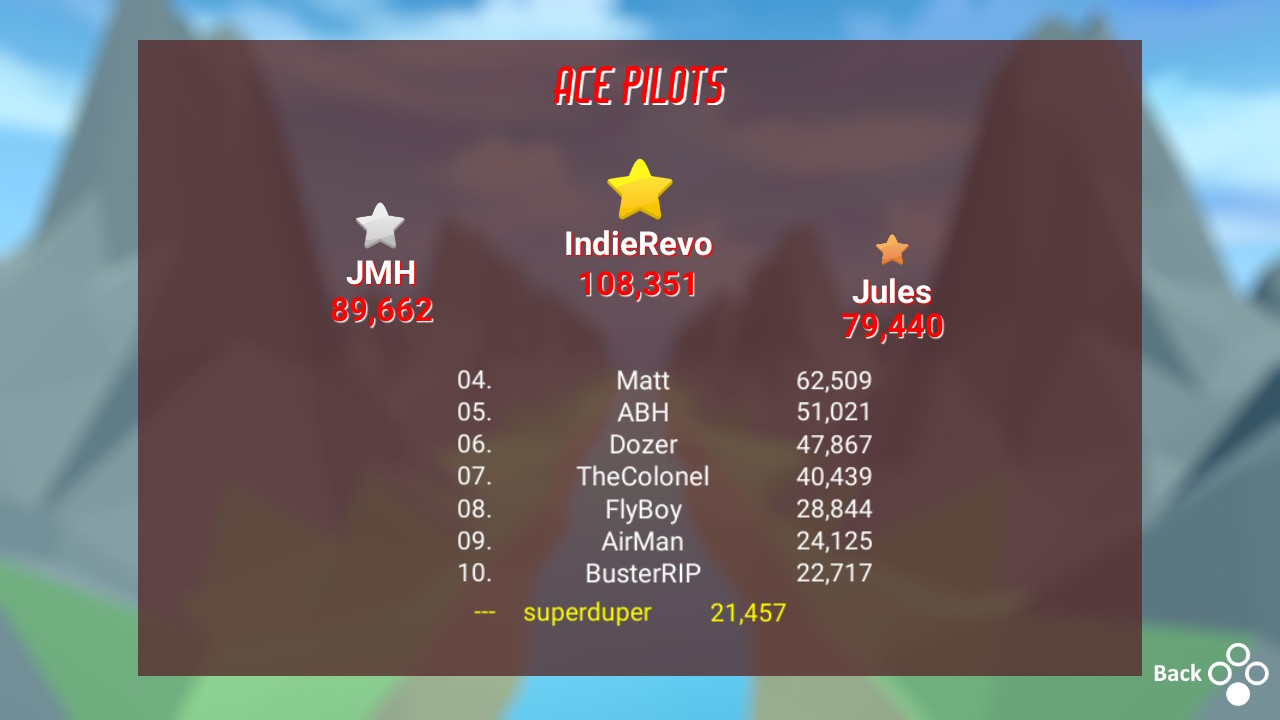 ACE PILOTS
IndieRevo
108,351
JMH
89,662
Jules
79,440
04. Matt 62,509
05. ABH 51,021
06. Dozer 47,867
07. TheColonel 40,439
08. FlyBoy 28,844
09. AirMan 24,125
10. BusterRIP 22,717
--- superduper 21,457
Back